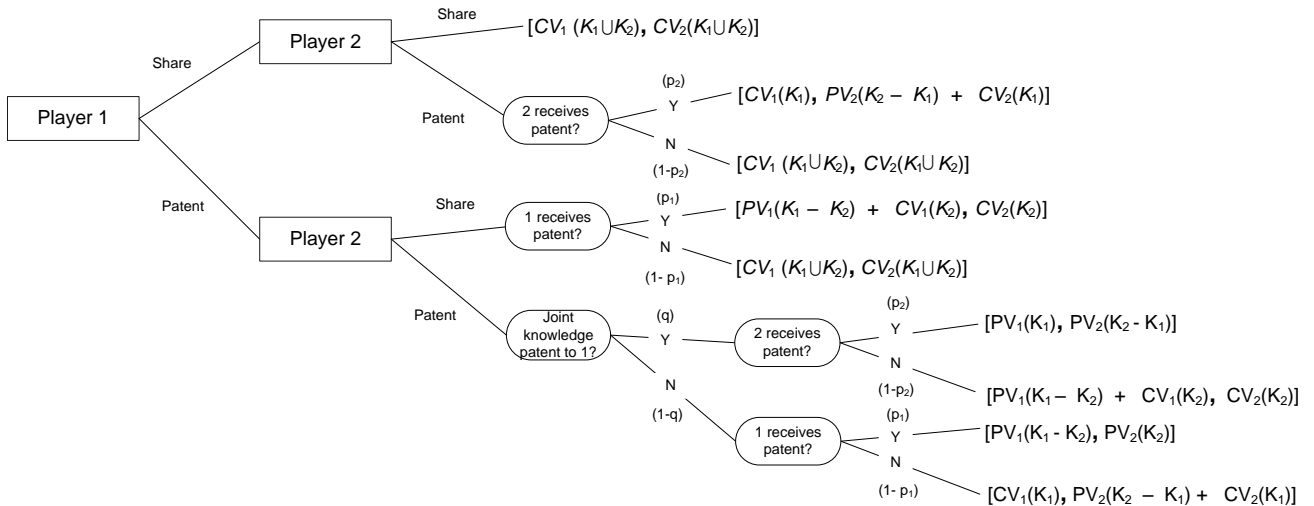 Share
[CV₁ (K₁⋃K₂), CV₂(K₁⋃K₂)]
Player 2
Share
(p₂)
Y
[CV₁(K₁), PV₂(K₂ – K₁) + CV₂(K₁)]
Player 1
Patent
2 receives
patent?
N
(1-p₂)
[CV₁ (K₁⋃K₂), CV₂(K₁⋃K₂)]
Patent
Share
(p₁)
Y
[PV₁(K₁ – K₂) + CV₁(K₂), CV₂(K₂)]
Player 2
1 receives
patent?
N
(1- p₁)
[CV₁ (K₁⋃K₂), CV₂(K₁⋃K₂)]
Patent
Joint
knowledge
patent to 1?
(q)
Y
2 receives
patent?
(p₂)
Y
[PV₁(K₁), PV₂(K₂ - K₁)]
N
(1-p₂)
[PV₁(K₁ – K₂) + CV₁(K₂), CV₂(K₂)]
N
(1-q)
1 receives
patent?
(p₁)
Y
[PV₁(K₁ - K₂), PV₂(K₂)]
N
(1- p₁)
[CV₁(K₁), PV₂(K₂ – K₁) + CV₂(K₁)]